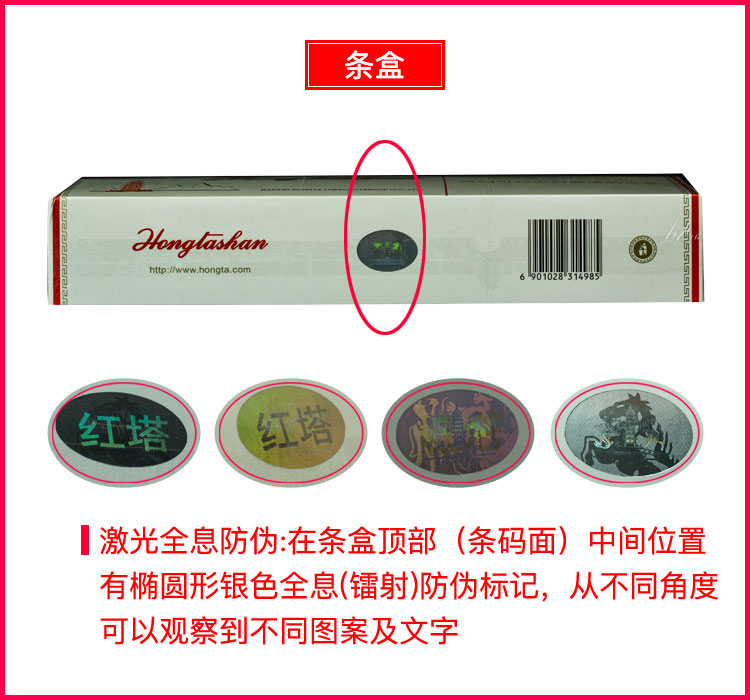 条盒
Hongtashan
http://www.hongta.com
6 901028 314985
红塔
红塔
激光全息防伪:在条盒顶部（条码面）中间位置
有椭圆形银色全息(镭射)防伪标记，从不同角度
可以观察到不同图案及文字